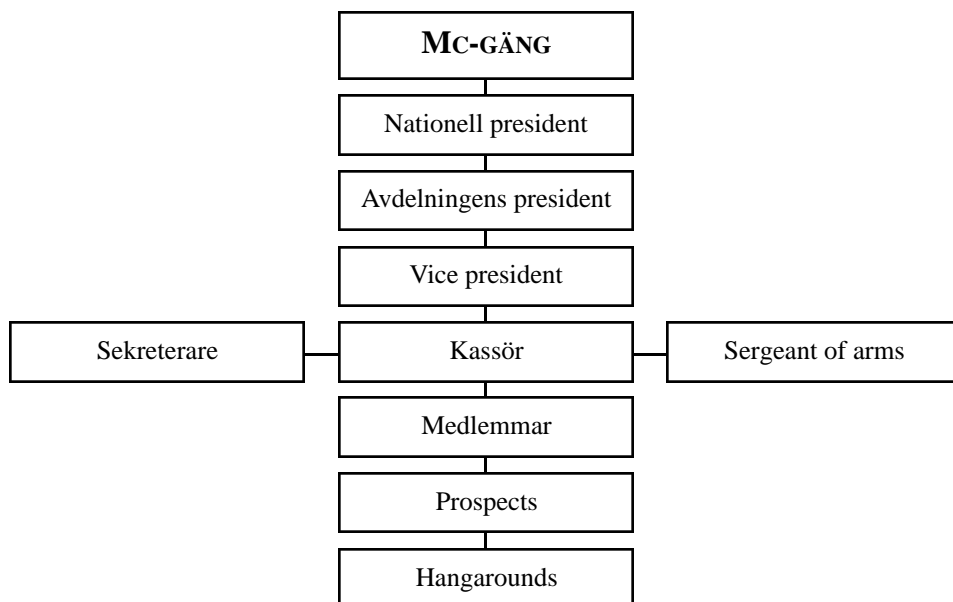 MC-GÄNG
Nationell president
Avdelningens president
Vice president
Sekreterare
Kassör
Sergeant of arms
Medlemmar
Prospects
Hangarounds